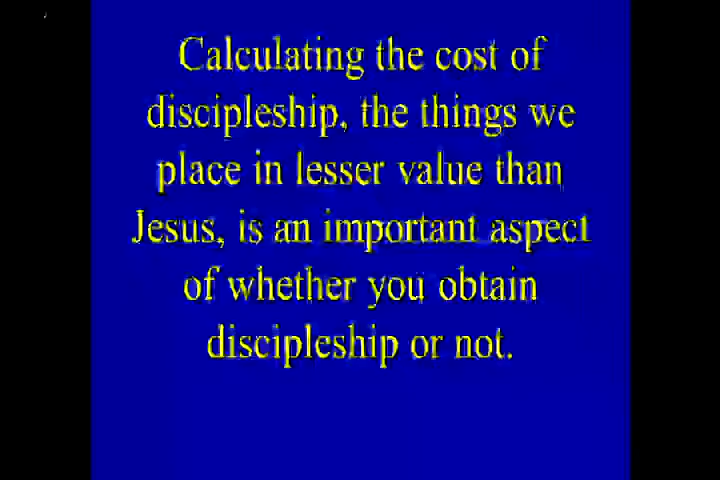 Calculating the cost of
discipleship, the things we
place in lesser value than
Jesus, is an important aspect
of whether you obtain
discipleship or not.